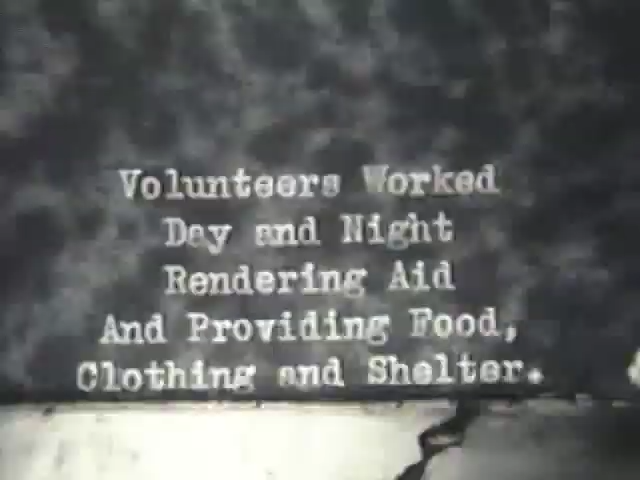 Volunteers Worked
Day and Night
Rendering Aid
And Providing Food,
Clothing and Shelter.